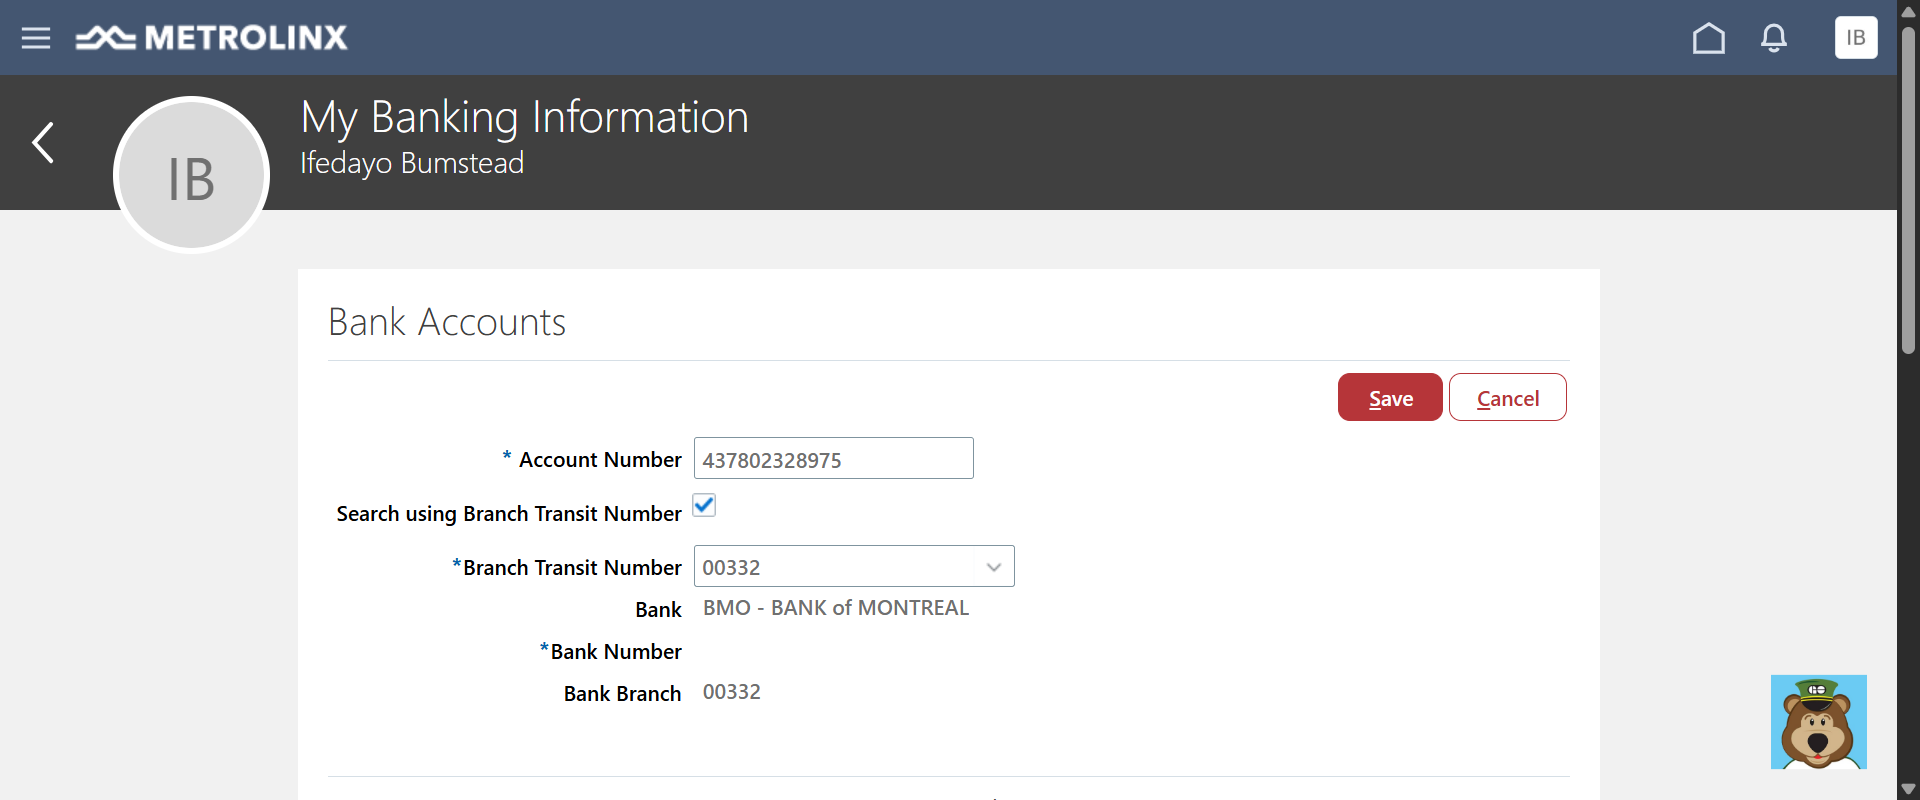 METROLINX
IB
My Banking Information
Ifedayo Bumstead
IB
Bank Accounts
Save Cancel
* Account Number 437802328975
Search using Branch Transit Number
*Branch Transit Number 00332
Bank BMO - BANK of MONTREAL
*Bank Number
Bank Branch 00332
GO